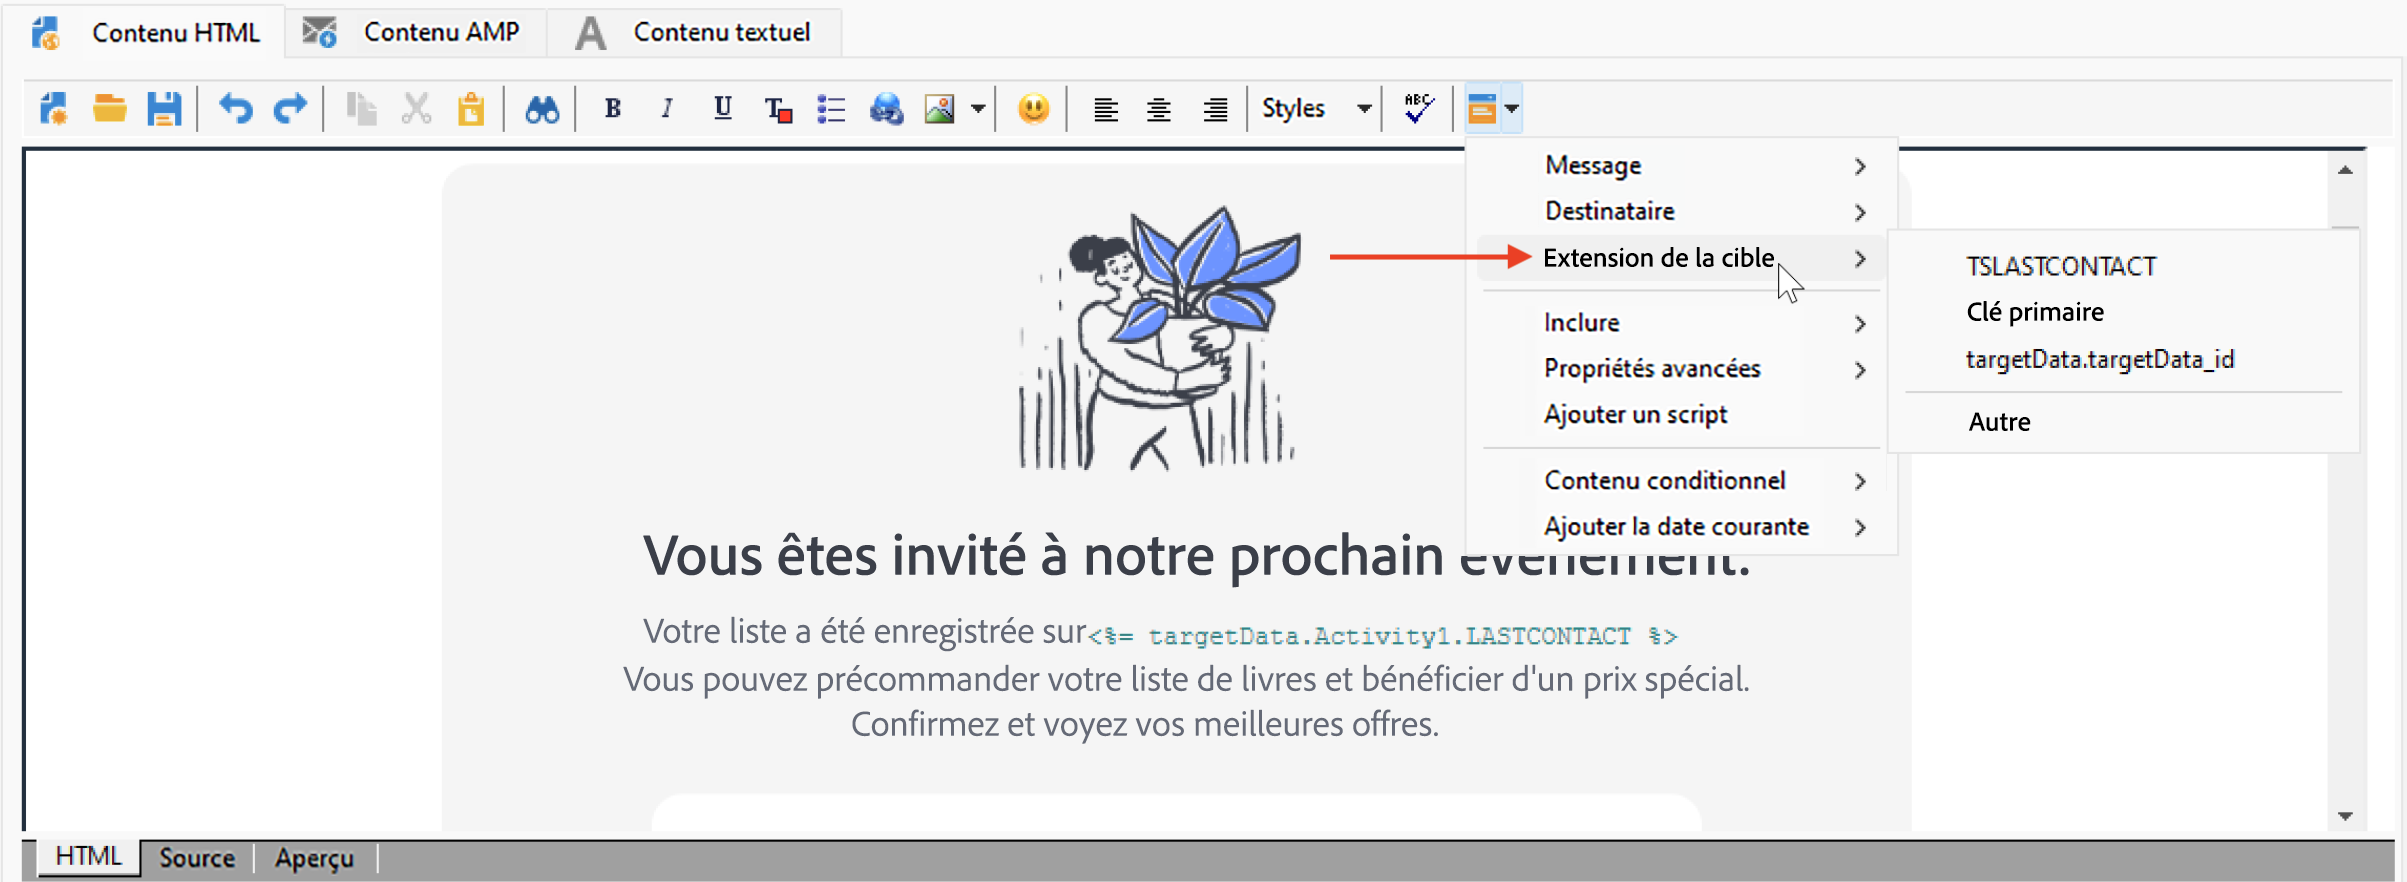 Contenu HTML
Contenu AMP
Contenu textuel
B I U T Styles ABC
Message
Destinataire
Extension de la cible
Inclure
Propriétés avancées
Ajouter un script
Contenu conditionnel
Ajouter la date courante
TSLASTCONTACT
Clé primaire
targetData.targetData_id
Autre
Vous êtes invité à notre prochain événement.
Votre liste a été enregistrée sur<%= targetData.Activity1.LASTCONTACT %>
Vous pouvez précommander votre liste de livres et bénéficier d'un prix spécial.
Confirmez et voyez vos meilleures offres.
HTML
Source
Aperçu